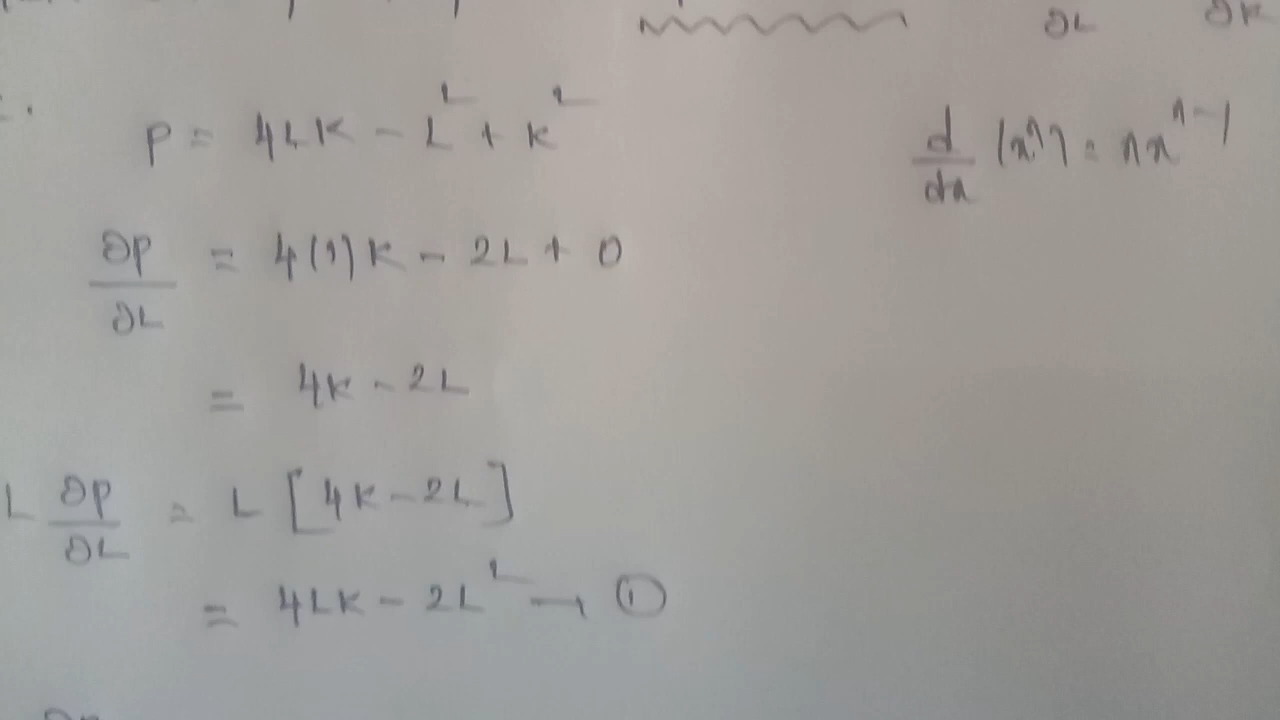 ∂L ∂K
P = 4LK - L² + K²
d/dx (xⁿ) = nxⁿ⁻¹
∂P/∂L = 4(1)K - 2L + 0
= 4K - 2L
L ∂P/∂L = L [4K - 2L]
= 4LK - 2L² → ①